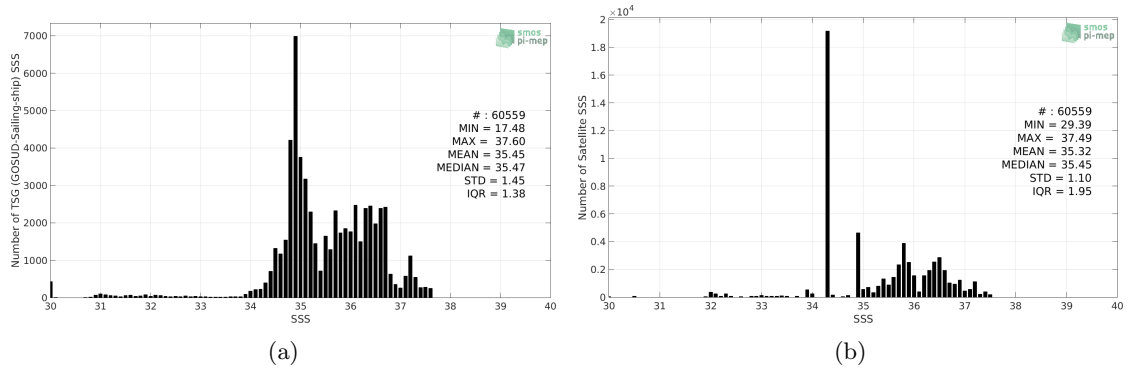 7000
6000
5000
4000
3000
2000
1000
0
Number of TSG (GOSUD-Sailing-ship) SSS
smos
pi-mep
# : 60559
MIN = 17.48
MAX = 37.60
MEAN = 35.45
MEDIAN = 35.47
STD = 1.45
IQR = 1.38
30 31 32 33 34 35 36 37 38 39 40
SSS
(a)
×10⁴
2
1.8
1.6
1.4
1.2
1
0.8
0.6
0.4
0.2
0
Number of Satellite SSS
smos
pi-mep
# : 60559
MIN = 29.39
MAX = 37.49
MEAN = 35.32
MEDIAN = 35.45
STD = 1.10
IQR = 1.95
30 31 32 33 34 35 36 37 38 39 40
SSS
(b)